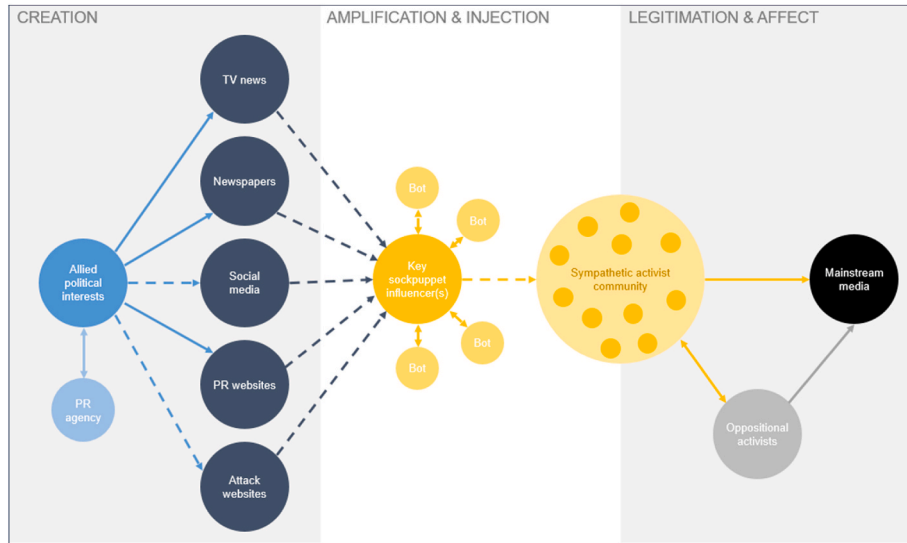 CREATION
AMPLIFICATION & INJECTION
LEGITIMATION & AFFECT
TV news
Newspapers
Allied
political
interests
Social
media
PR websites
PR
agency
Attack
websites
Bot
Bot
Key
sockpuppet
influencer(s)
Bot
Bot
Sympathetic activist
community
Mainstream
media
Oppositional
activists